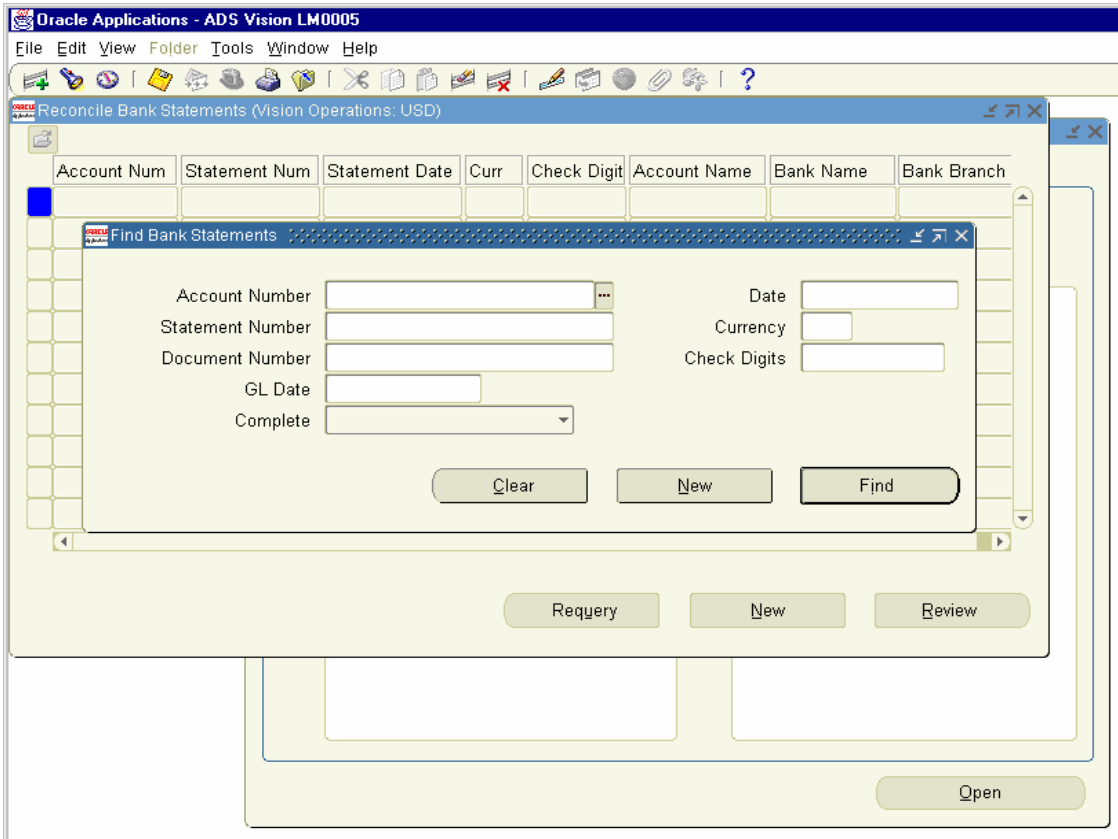 Oracle Applications - ADS Vision LM0005
File Edit View Folder Tools Window Help
Reconcile Bank Statements (Vision Operations: USD)
Account Num Statement Num Statement Date Curr Check Digit Account Name Bank Name Bank Branch
Find Bank Statements
Account Number Date
Statement Number Currency
Document Number Check Digits
GL Date
Complete
Clear New Find
Requery New Review
Open